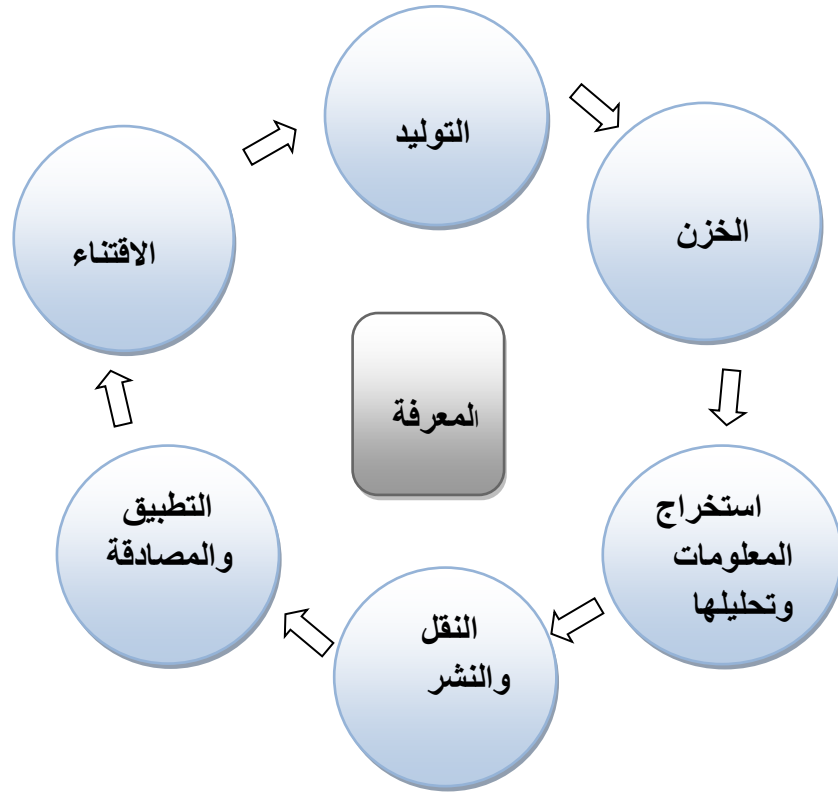 التوليد
الخزن
الاقتناء
المعرفة
استخراج
المعلومات
وتحليلها
التطبيق
والمصادقة
النقل
والنشر